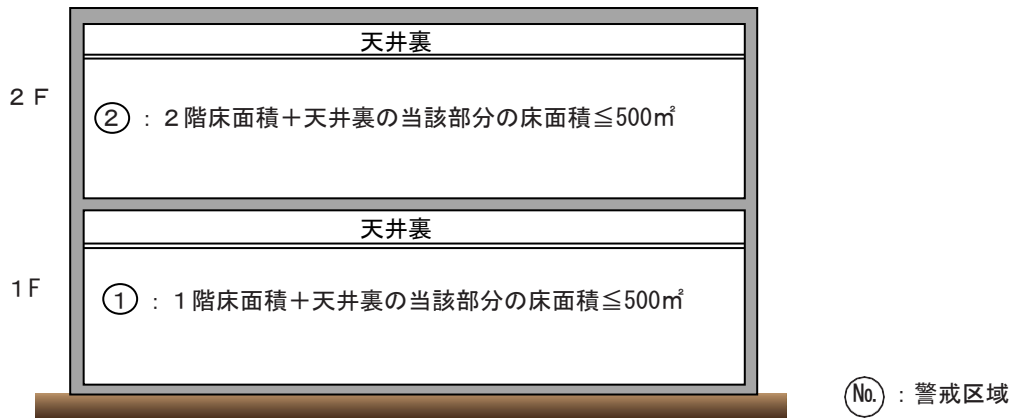 天井裏
2F
② : 2階床面積＋天井裏の当該部分の床面積≦500㎡
天井裏
1F
① : 1階床面積＋天井裏の当該部分の床面積≦500㎡
№ : 警戒区域